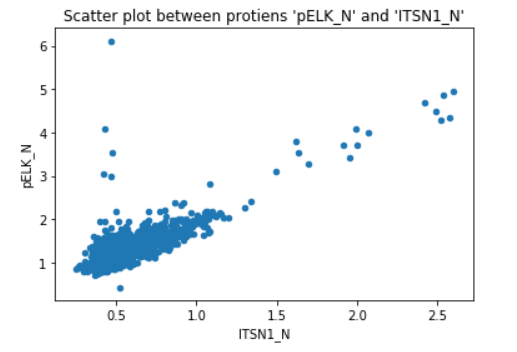 Scatter plot between protiens 'pELK_N' and 'ITSN1_N'
6
5
4
3
2
1
pELK_N
0.5 1.0 1.5 2.0 2.5
ITSN1_N